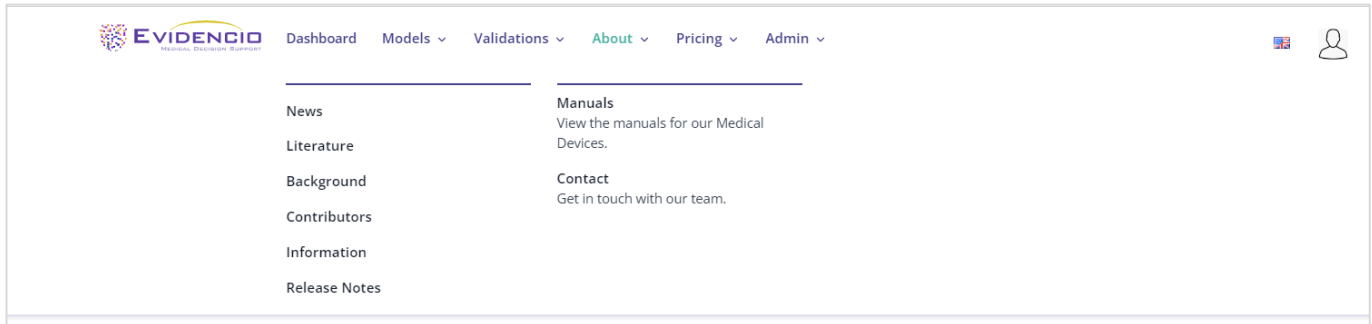 EVIDENCIO
MEDICAL DECISION SUPPORT
Dashboard Models Validations About Pricing Admin
News
Literature
Background
Contributors
Information
Release Notes
Manuals
View the manuals for our Medical
Devices.
Contact
Get in touch with our team.